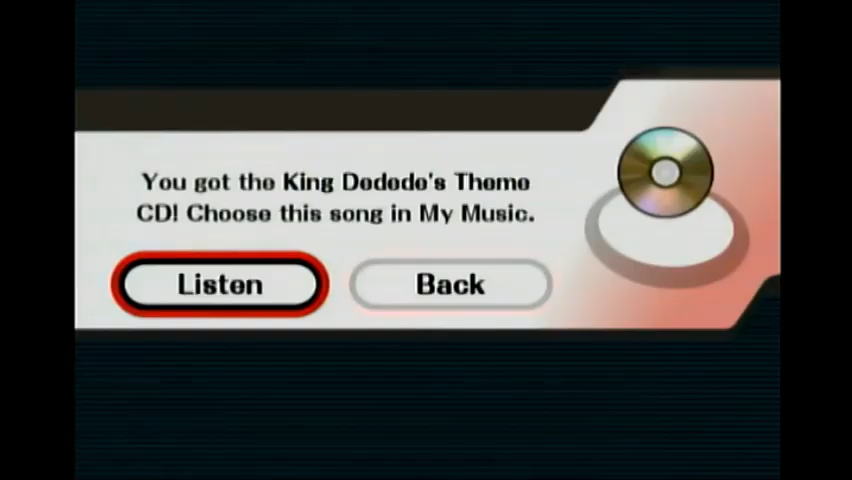 You got the King Dedede's Theme
CD! Choose this song in My Music.
Listen
Back